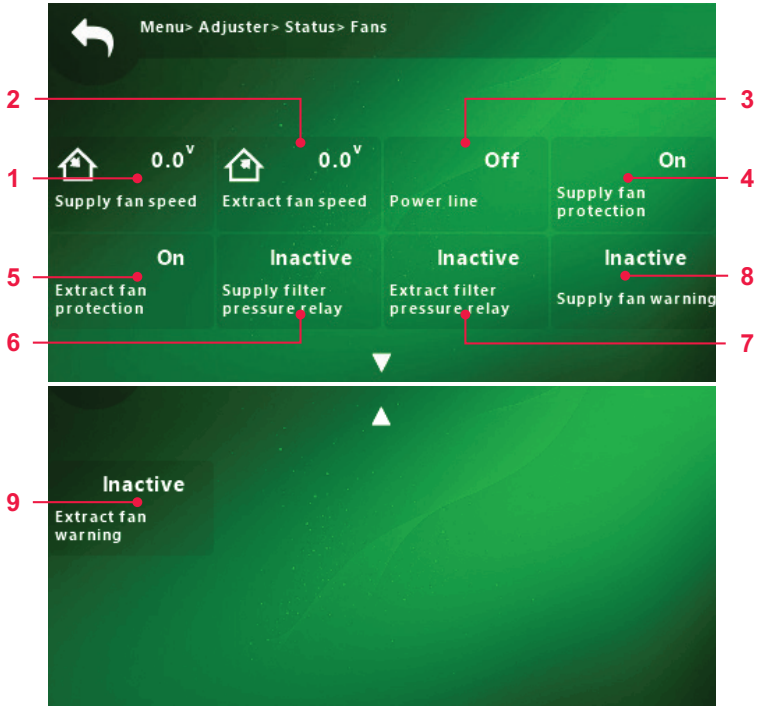 Menu> Adjuster> Status> Fans
2
3
1
0.0 v
Supply fan speed
0.0 v
Extract fan speed
Off
Power line
On
Supply fan
protection
4
5
On
Extract fan
protection
Inactive
Supply filter
pressure relay
Inactive
Extract filter
pressure relay
Inactive
Supply fan warning
8
6
7
9
Inactive
Extract fan
warning